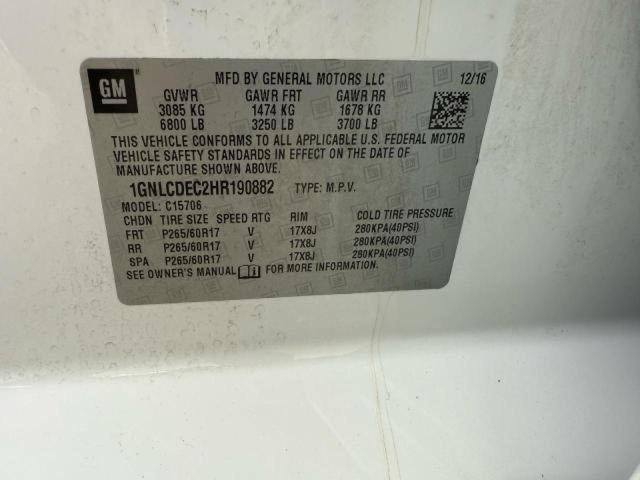 GM MFD BY GENERAL MOTORS LLC 12/16
GVWR GAWR FRT GAWR RR
3085 KG 1474 KG 1678 KG
6800 LB 3250 LB 3700 LB
THIS VEHICLE CONFORMS TO ALL APPLICABLE U.S. FEDERAL MOTOR
VEHICLE SAFETY STANDARDS IN EFFECT ON THE DATE OF
MANUFACTURE SHOWN ABOVE.
1GNLCDEC2HR190882 TYPE: M.P.V.
MODEL: C15706
CHDN TIRE SIZE SPEED RTG RIM COLD TIRE PRESSURE
FRT P265/60R17 V 17X8J 280KPA(40PSI)
RR P265/60R17 V 17X8J 280KPA(40PSI)
SPA P265/60R17 V 17X8J 280KPA(40PSI)
SEE OWNER'S MANUAL FOR MORE INFORMATION.